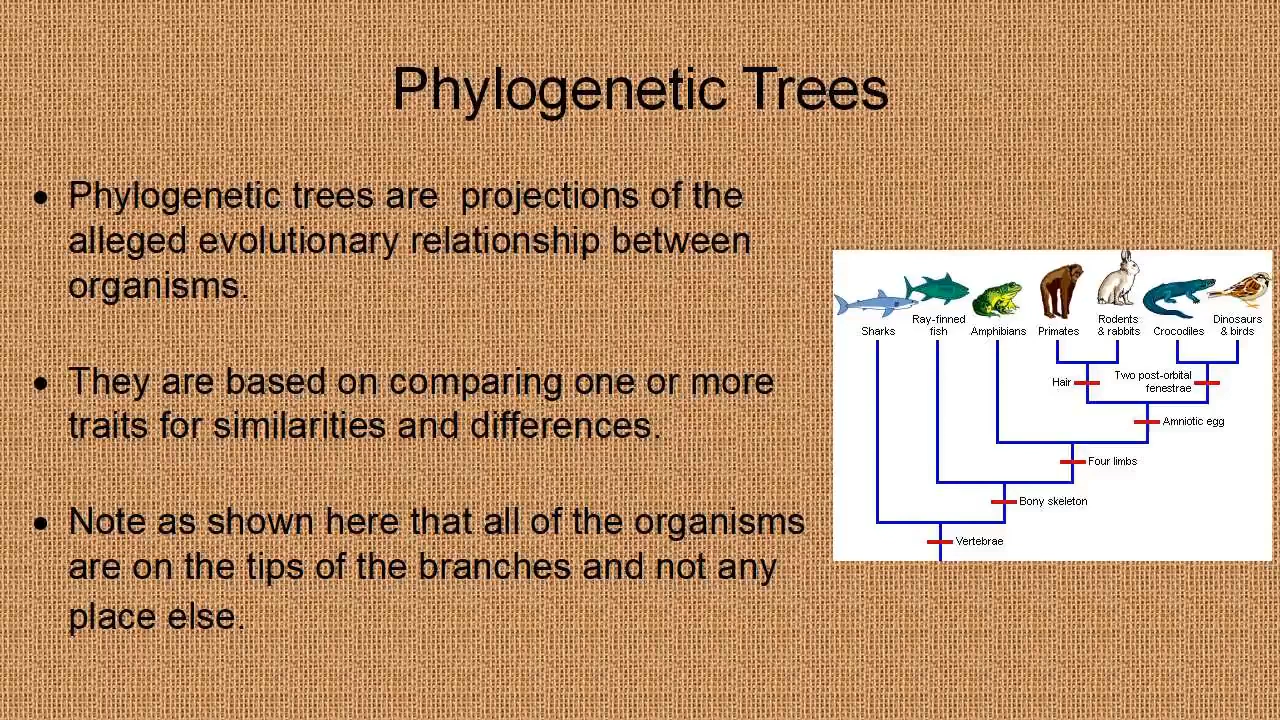 Phylogenetic Trees
• Phylogenetic trees are  projections of the
alleged evolutionary relationship between
organisms.
• They are based on comparing one or more
traits for similarities and differences.
• Note as shown here that all of the organisms
are on the tips of the branches and not any
place else.
Sharks
Ray-finned
fish
Amphibians
Primates
Rodents
& rabbits
Crocodiles
Dinosaurs
& birds
Hair
Two post-orbital
fenestrae
Amniotic egg
Four limbs
Bony skeleton
Vertebrae